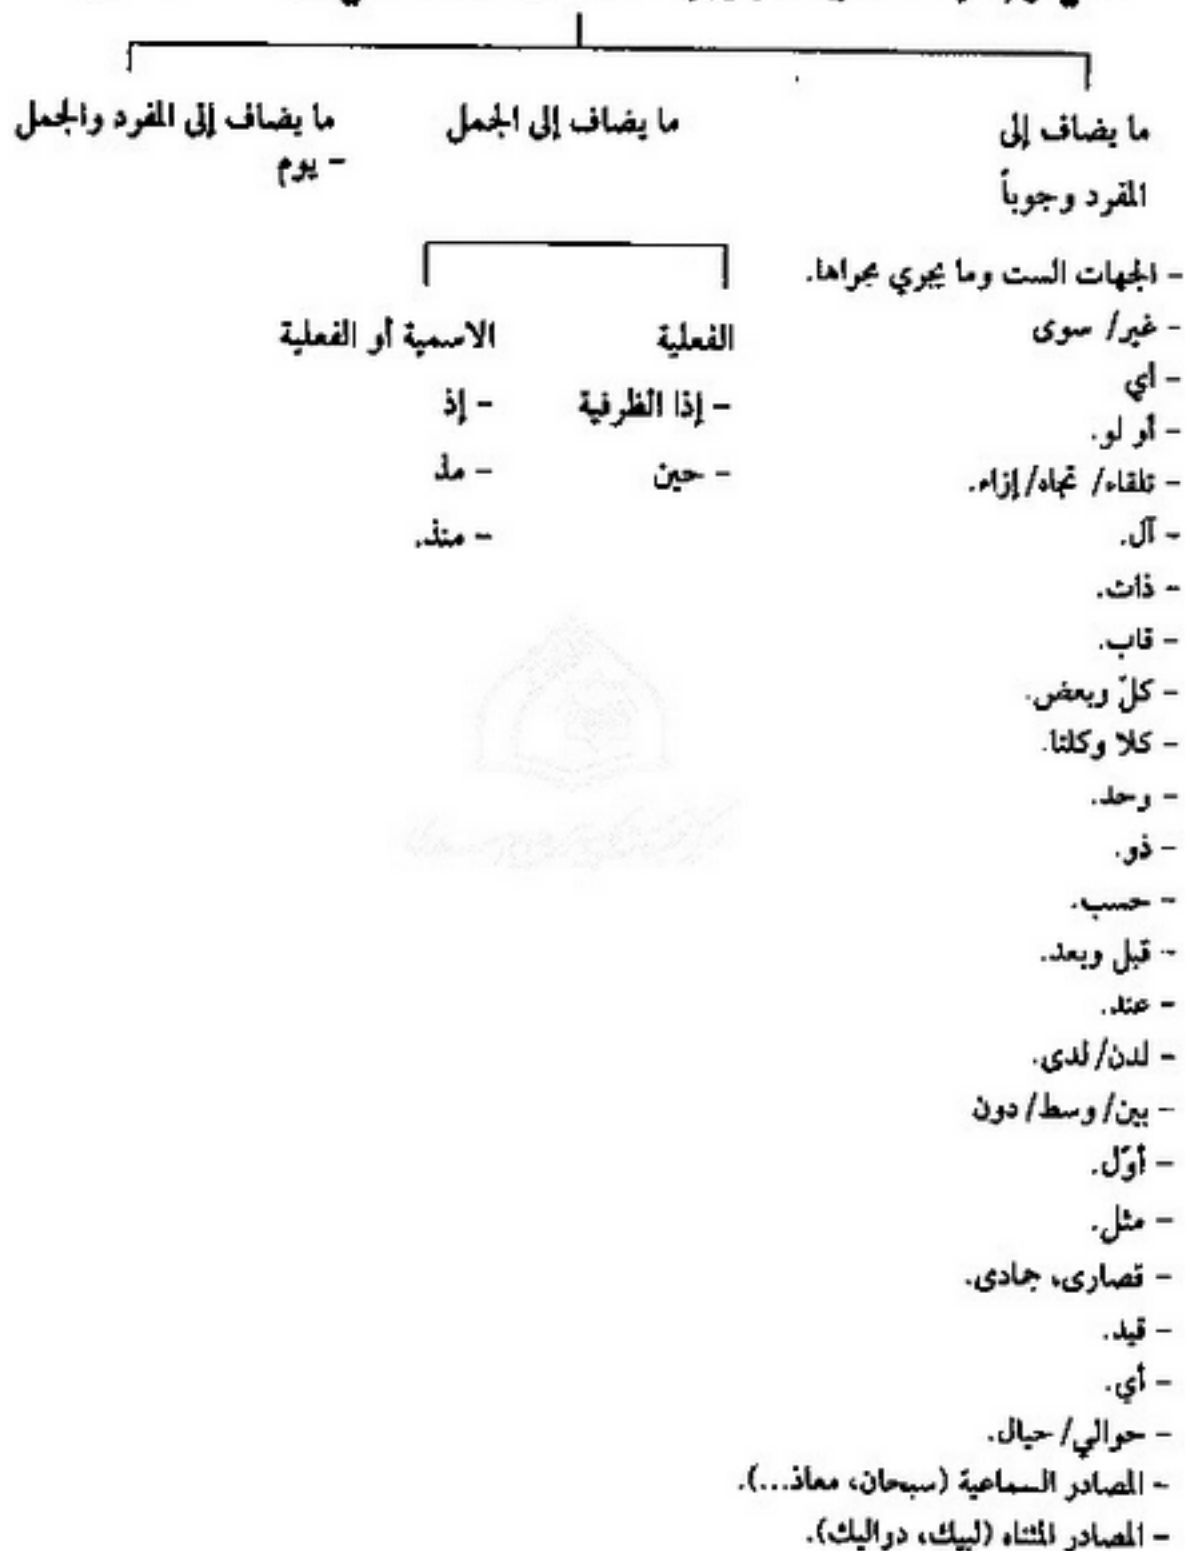 ما يضاف إلى
المفرد وجوباً
- الجهات الست وما يجري مجراها.
- غير/ سوى
- اي
- أو لو.
- تلقاء/ تجاه/ إزاء.
- آل.
- ذات.
- قاب.
- كلّ وبعض.
- كلا وكلتا.
- وحد.
- ذو.
- حسب.
- قبل وبعد.
- عند.
- لدن/ لدى.
- بين/ وسط/ دون
- أوّل.
- مثل.
- قصارى، جمادى.
- قيد.
- أي.
- حوالي/ حيال.
- المصادر السماعية (سبحان، معاذ...).
- المصادر المثناه (لبيك، دواليك).
ما يضاف إلى الجمل
الفعلية
- إذا الظرفية
- حين
الاسمية أو الفعلية
- إذ
- مذ
- منذ.
ما يضاف إلى المفرد والجمل
- يوم